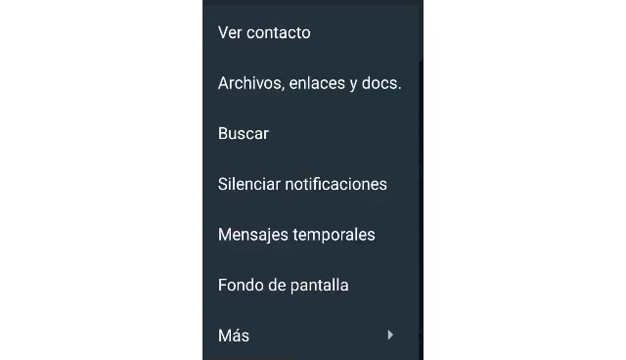 Ver contacto
Archivos, enlaces y docs.
Buscar
Silenciar notificaciones
Mensajes temporales
Fondo de pantalla
Más